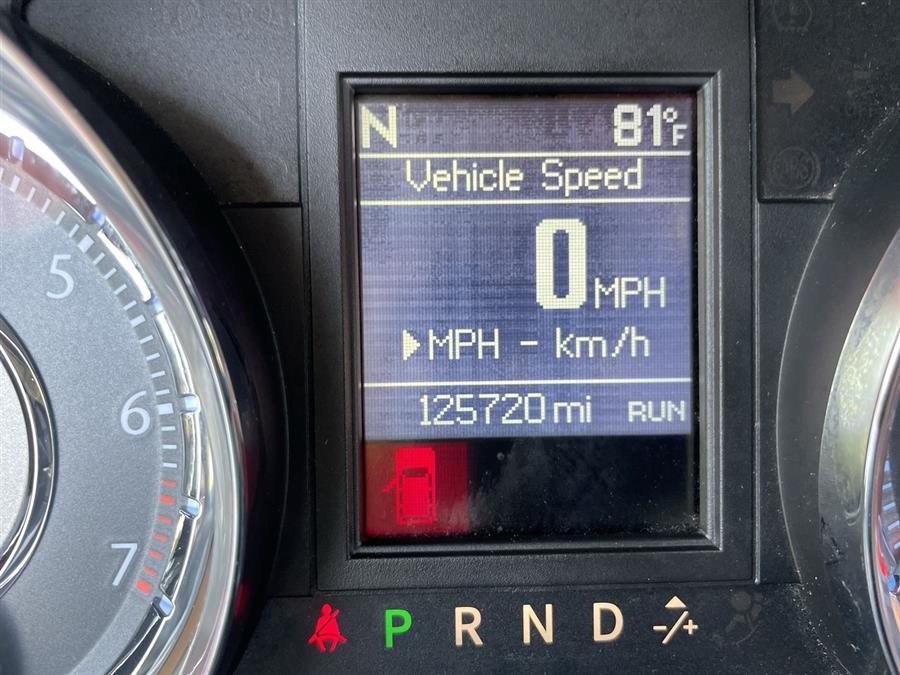 N 81°F
Vehicle Speed
0 MPH
▶MPH - km/h
125720 mi RUN
5
6
7
P R N D -/+